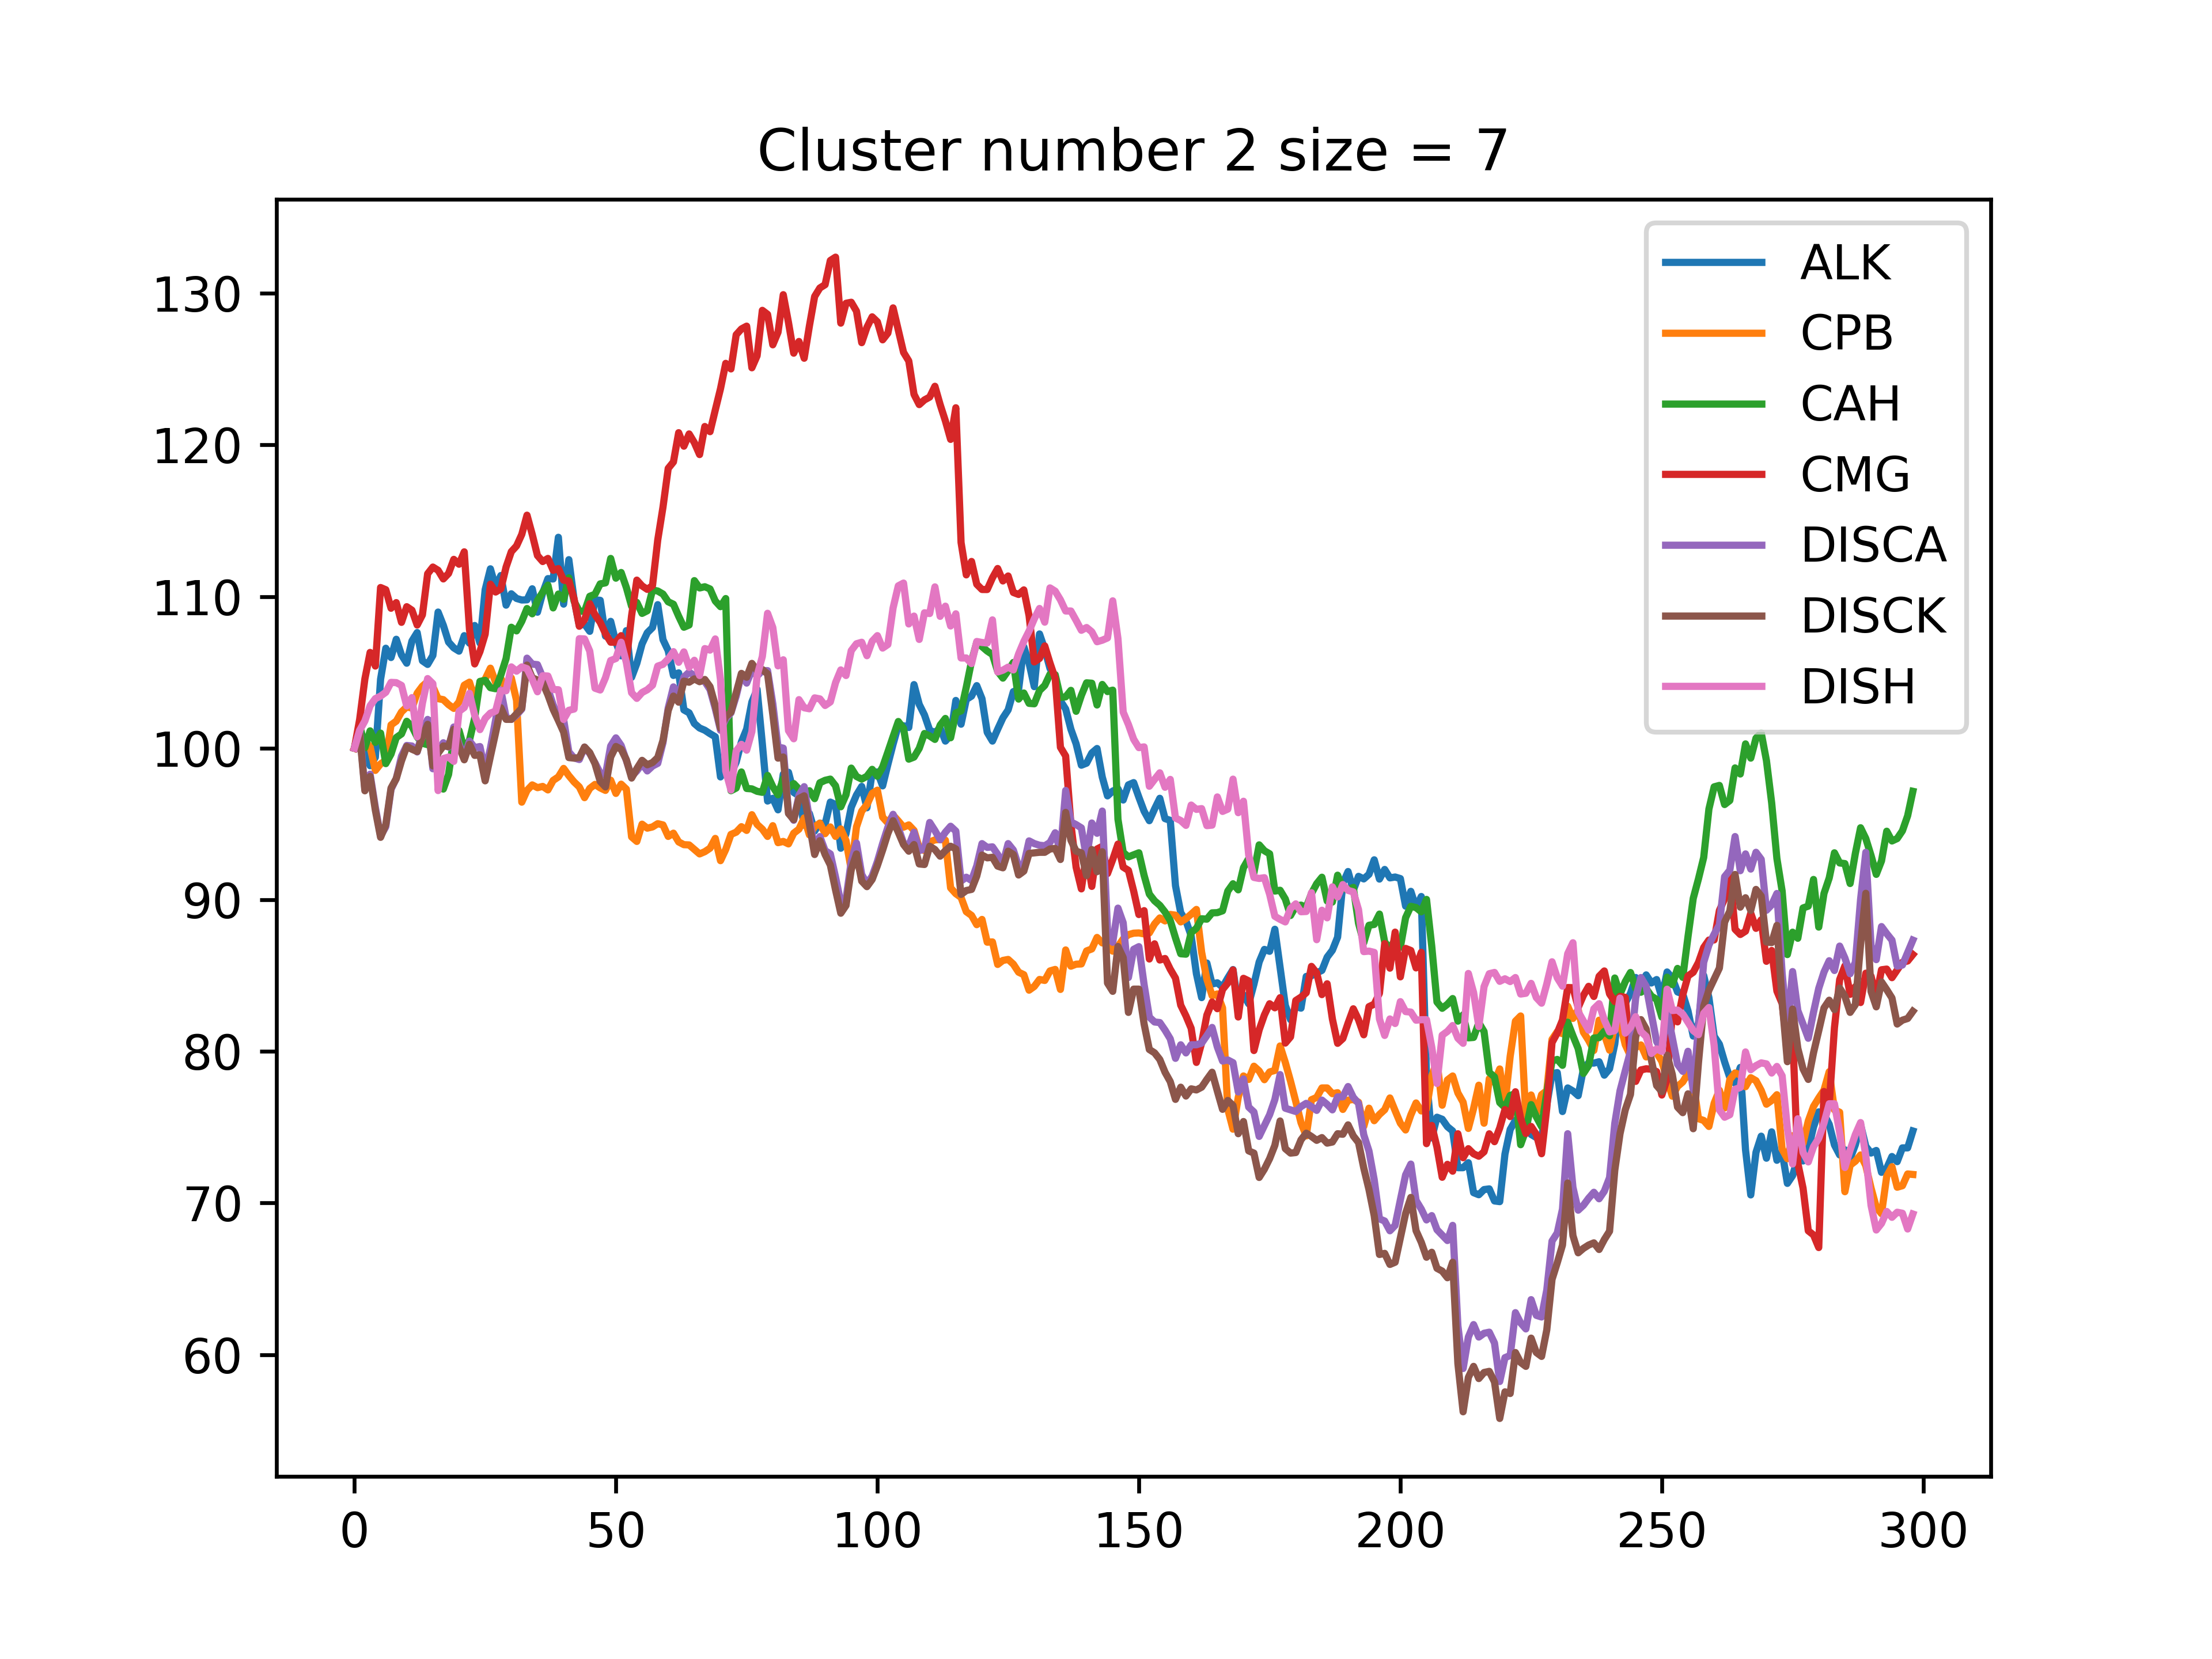 Cluster number 2 size = 7
130
120
110
100
90
80
70
60
ALK
CPB
CAH
CMG
DISCA
DISCK
DISH
0 50 100 150 200 250 300